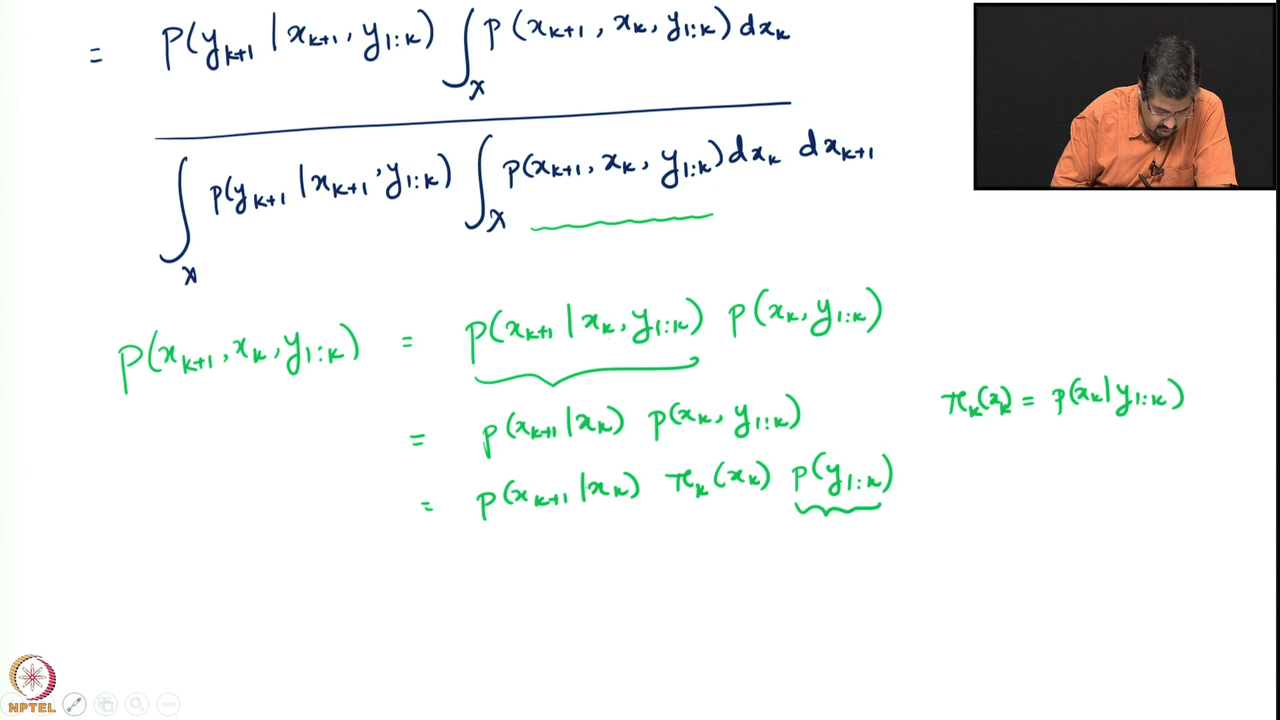 = P(y_{k+1} | x_{k+1}, y_{1:k}) ∫_X p(x_{k+1}, x_k, y_{1:k}) dx_k
∫_X p(y_{k+1} | x_{k+1}, y_{1:k}) ∫_X p(x_{k+1}, x_k, y_{1:k}) dx_k dx_{k+1}
p(x_{k+1}, x_k, y_{1:k}) = p(x_{k+1} | x_k, y_{1:k}) p(x_k, y_{1:k})
= p(x_{k+1} | x_k) p(x_k, y_{1:k})
π_k(x_k) = p(x_k | y_{1:k})
= p(x_{k+1} | x_k) π_k(x_k) p(y_{1:k})
NPTEL